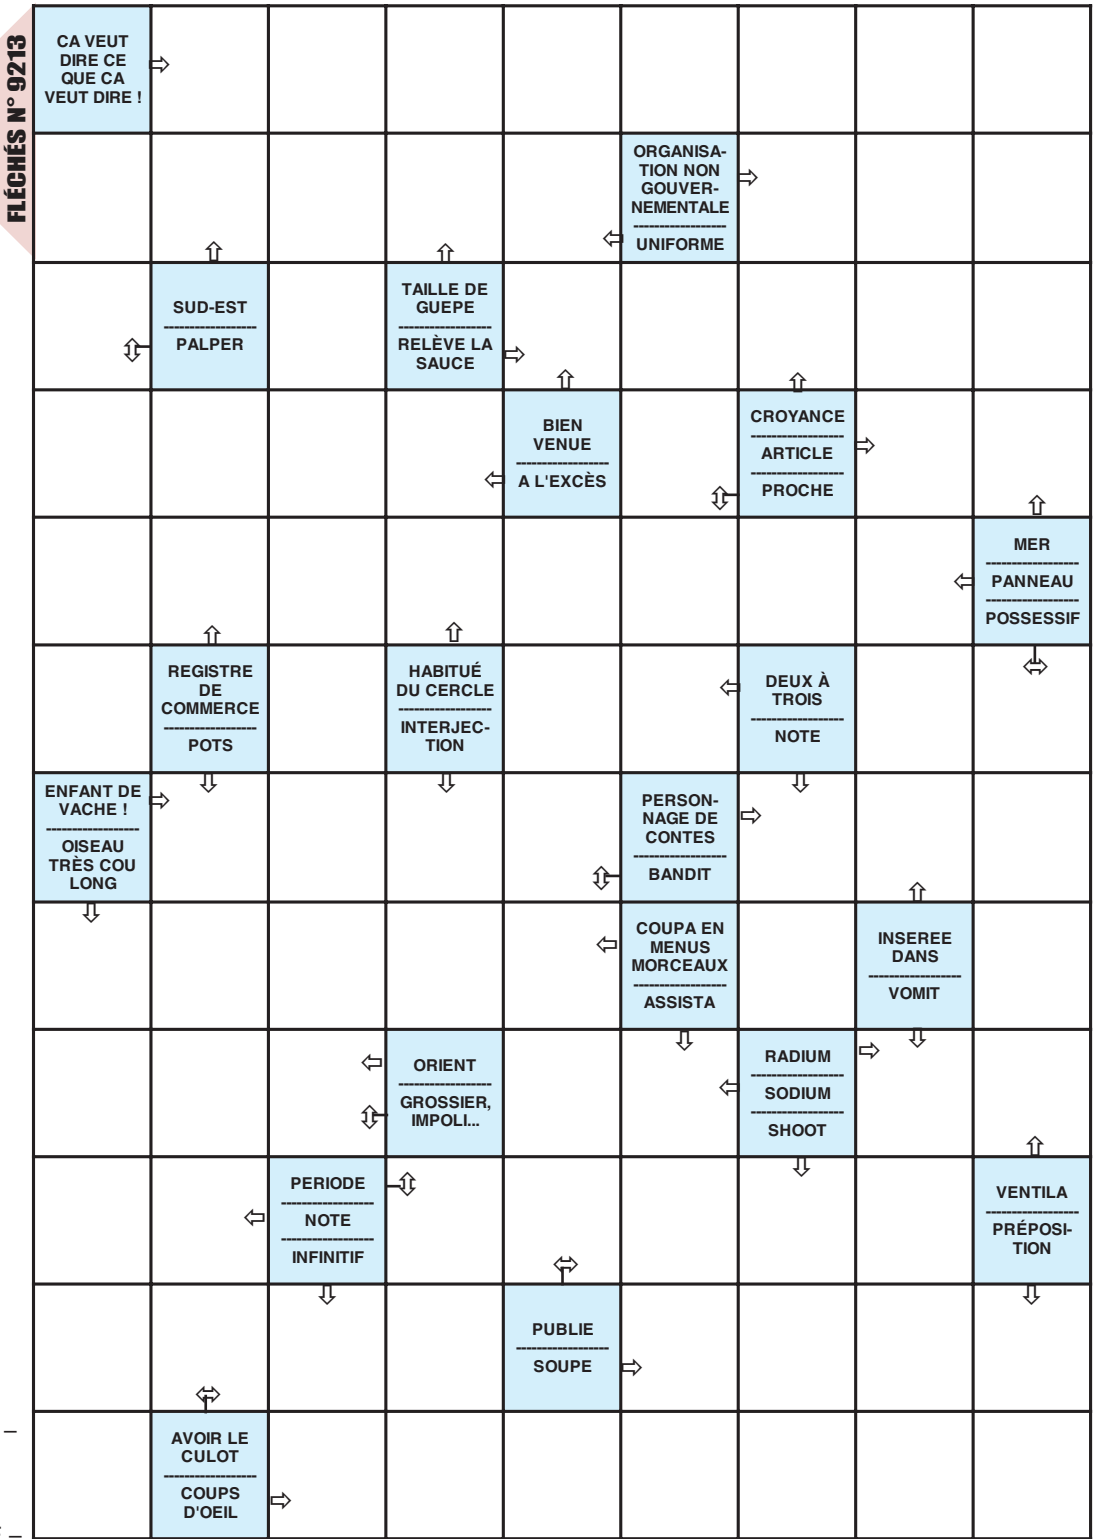 FLÉCHÉS N° 9213
CA VEUT
DIRE CE
QUE CA
VEUT DIRE !
ORGANISA-
TION NON
GOUVER-
NEMENTALE
UNIFORME
SUD-EST
PALPER
TAILLE DE
GUEPE
RELÈVE LA
SAUCE
BIEN
VENUE
A L'EXCÈS
CROYANCE
ARTICLE
PROCHE
MER
PANNEAU
POSSESSIF
REGISTRE
DE
COMMERCE
POTS
HABITUÉ
DU CERCLE
INTERJEC-
TION
DEUX À
TROIS
NOTE
ENFANT DE
VACHE !
OISEAU
TRÈS COU
LONG
PERSON-
NAGE DE
CONTES
BANDIT
COUPA EN
MENUS
MORCEAUX
ASSISTA
INSEREE
DANS
VOMIT
ORIENT
GROSSIER,
IMPOLI...
RADIUM
SODIUM
SHOOT
PERIODE
NOTE
INFINITIF
VENTILA
PRÉPOSI-
TION
PUBLIE
SOUPE
AVOIR LE
CULOT
COUPS
D'OEIL